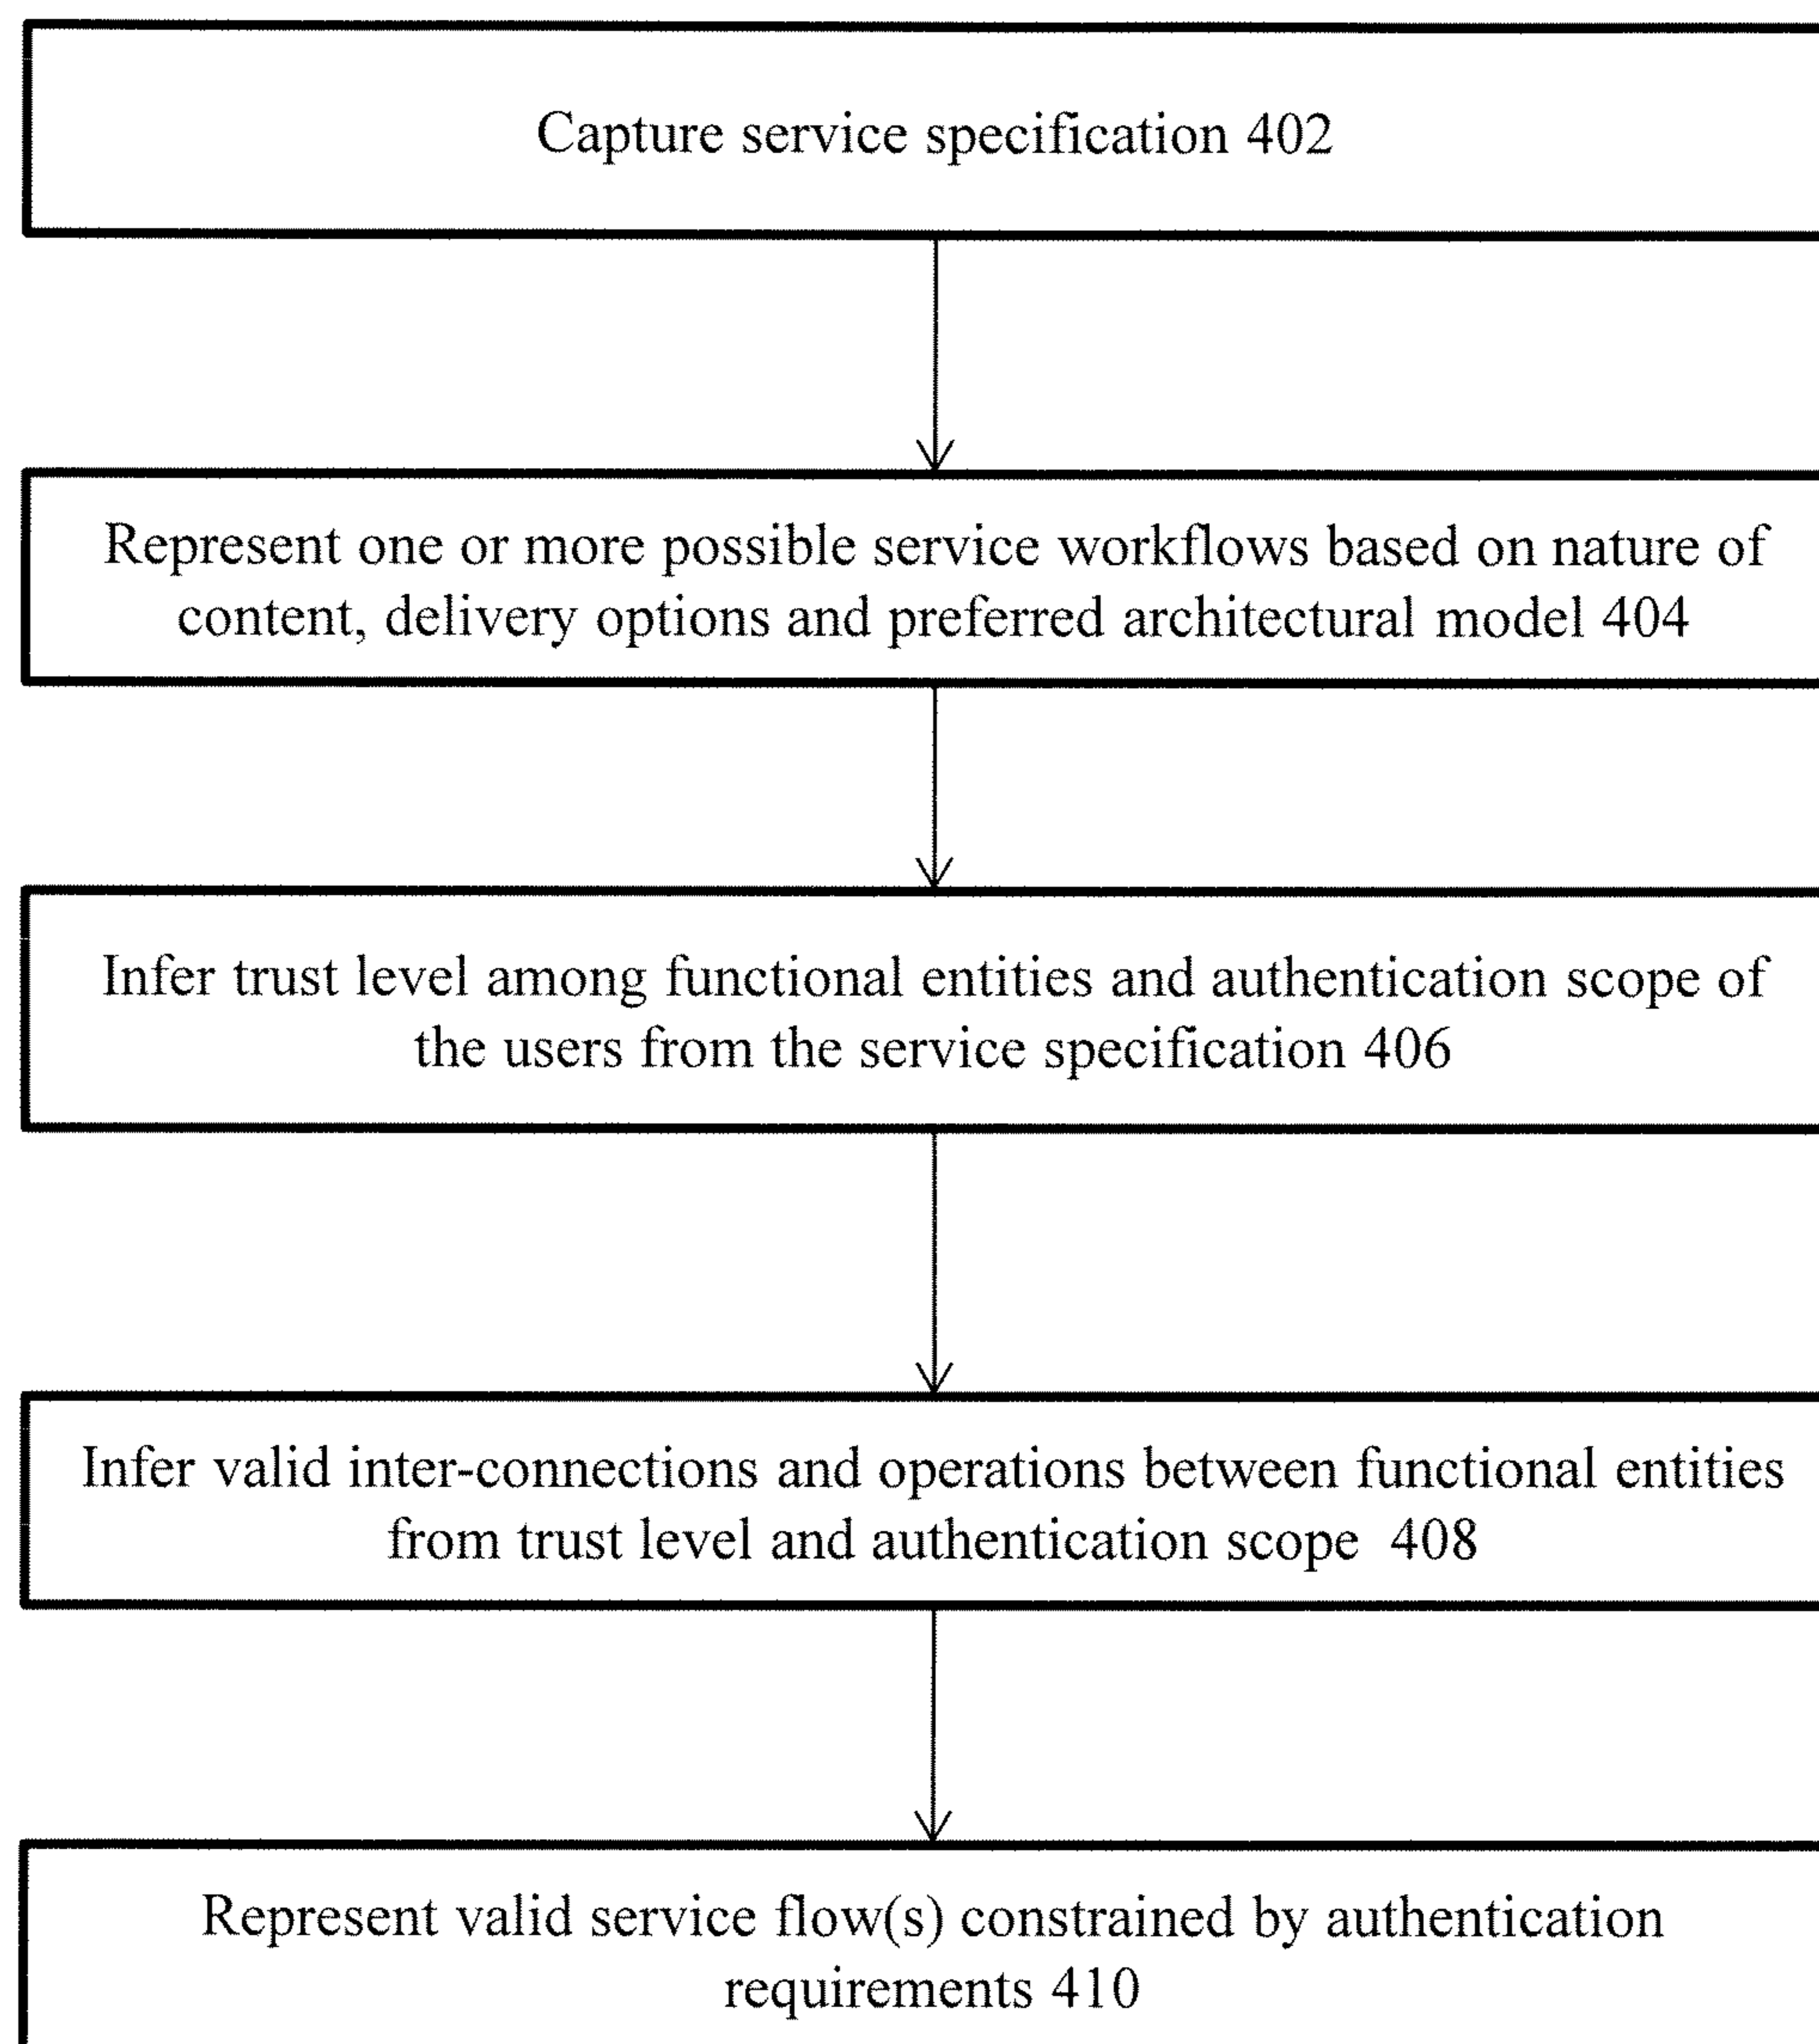 Capture service specification 402
Represent one or more possible service workflows based on nature of
content, delivery options and preferred architectural model 404
Infer trust level among functional entities and authentication scope of
the users from the service specification 406
Infer valid inter-connections and operations between functional entities
from trust level and authentication scope 408
Represent valid service flow(s) constrained by authentication
requirements 410